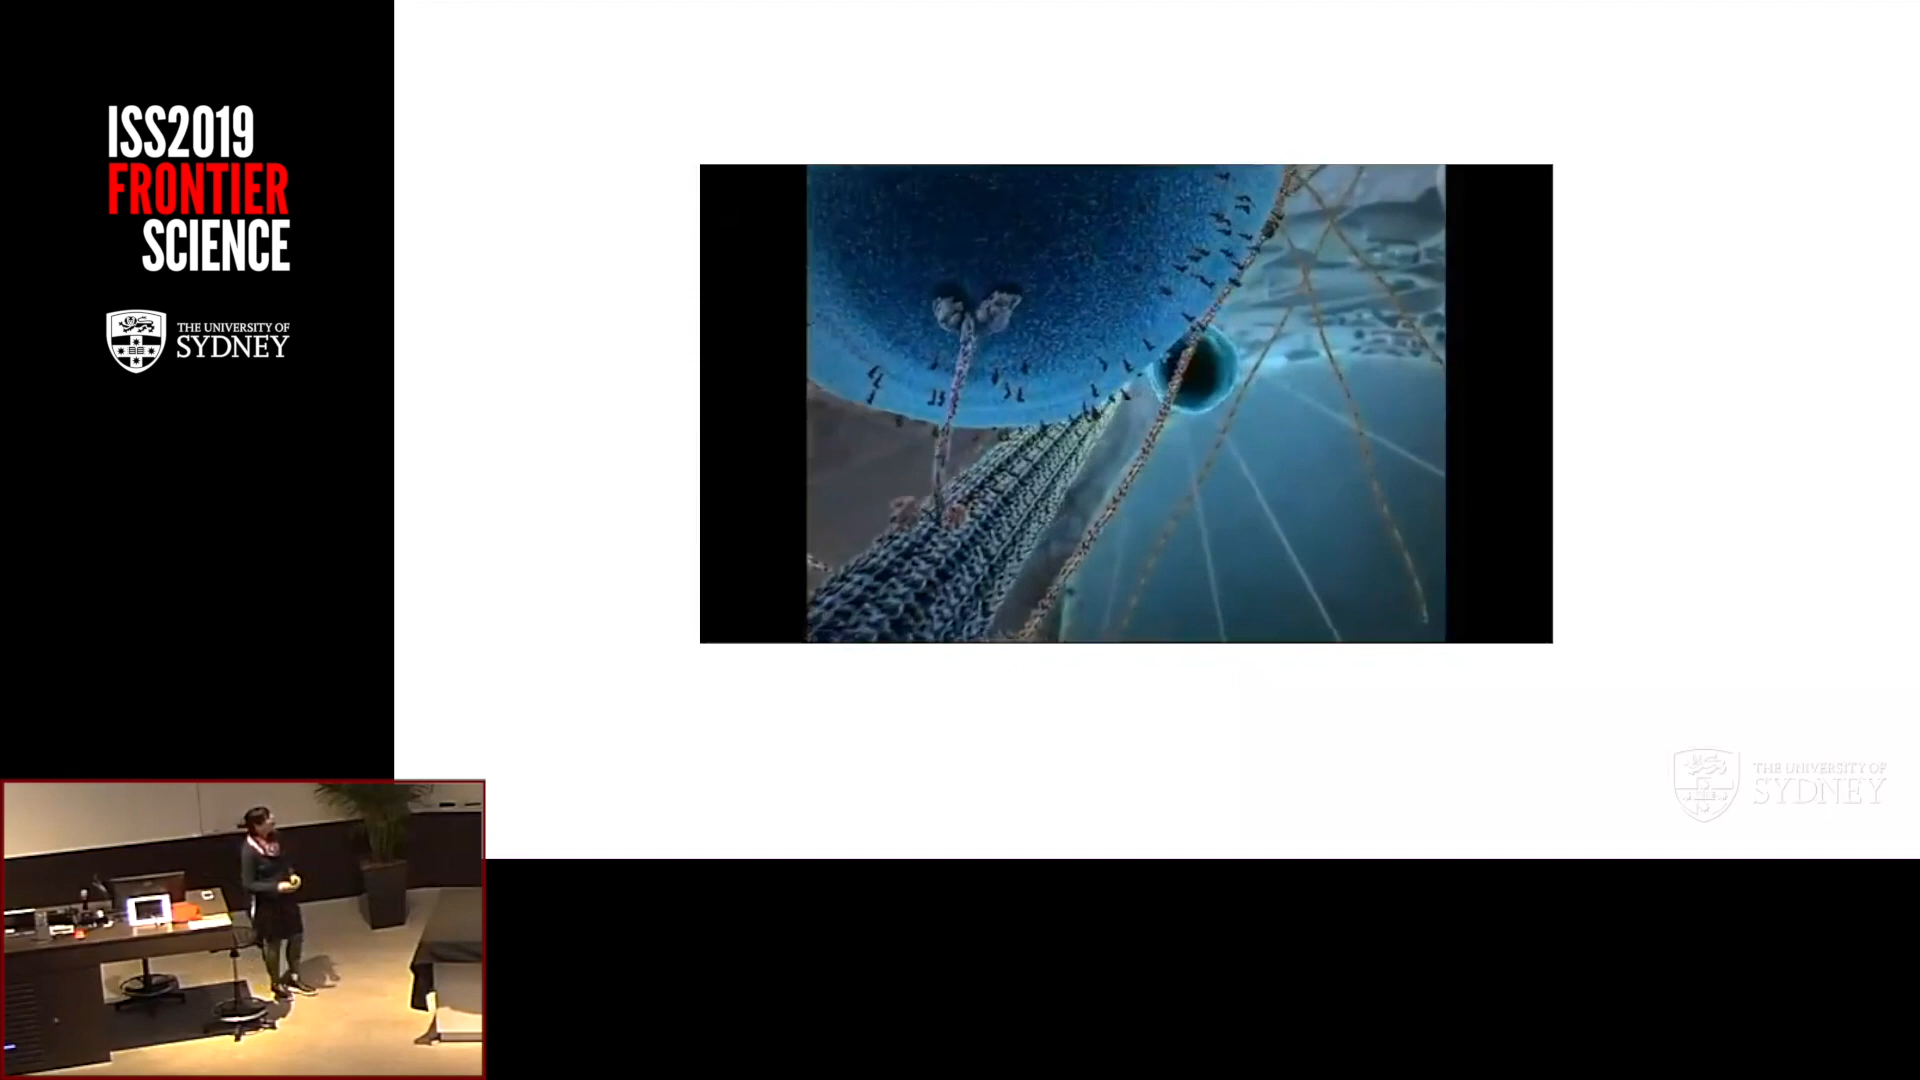 ISS2019
FRONTIER
SCIENCE
THE UNIVERSITY OF
SYDNEY
THE UNIVERSITY OF
SYDNEY